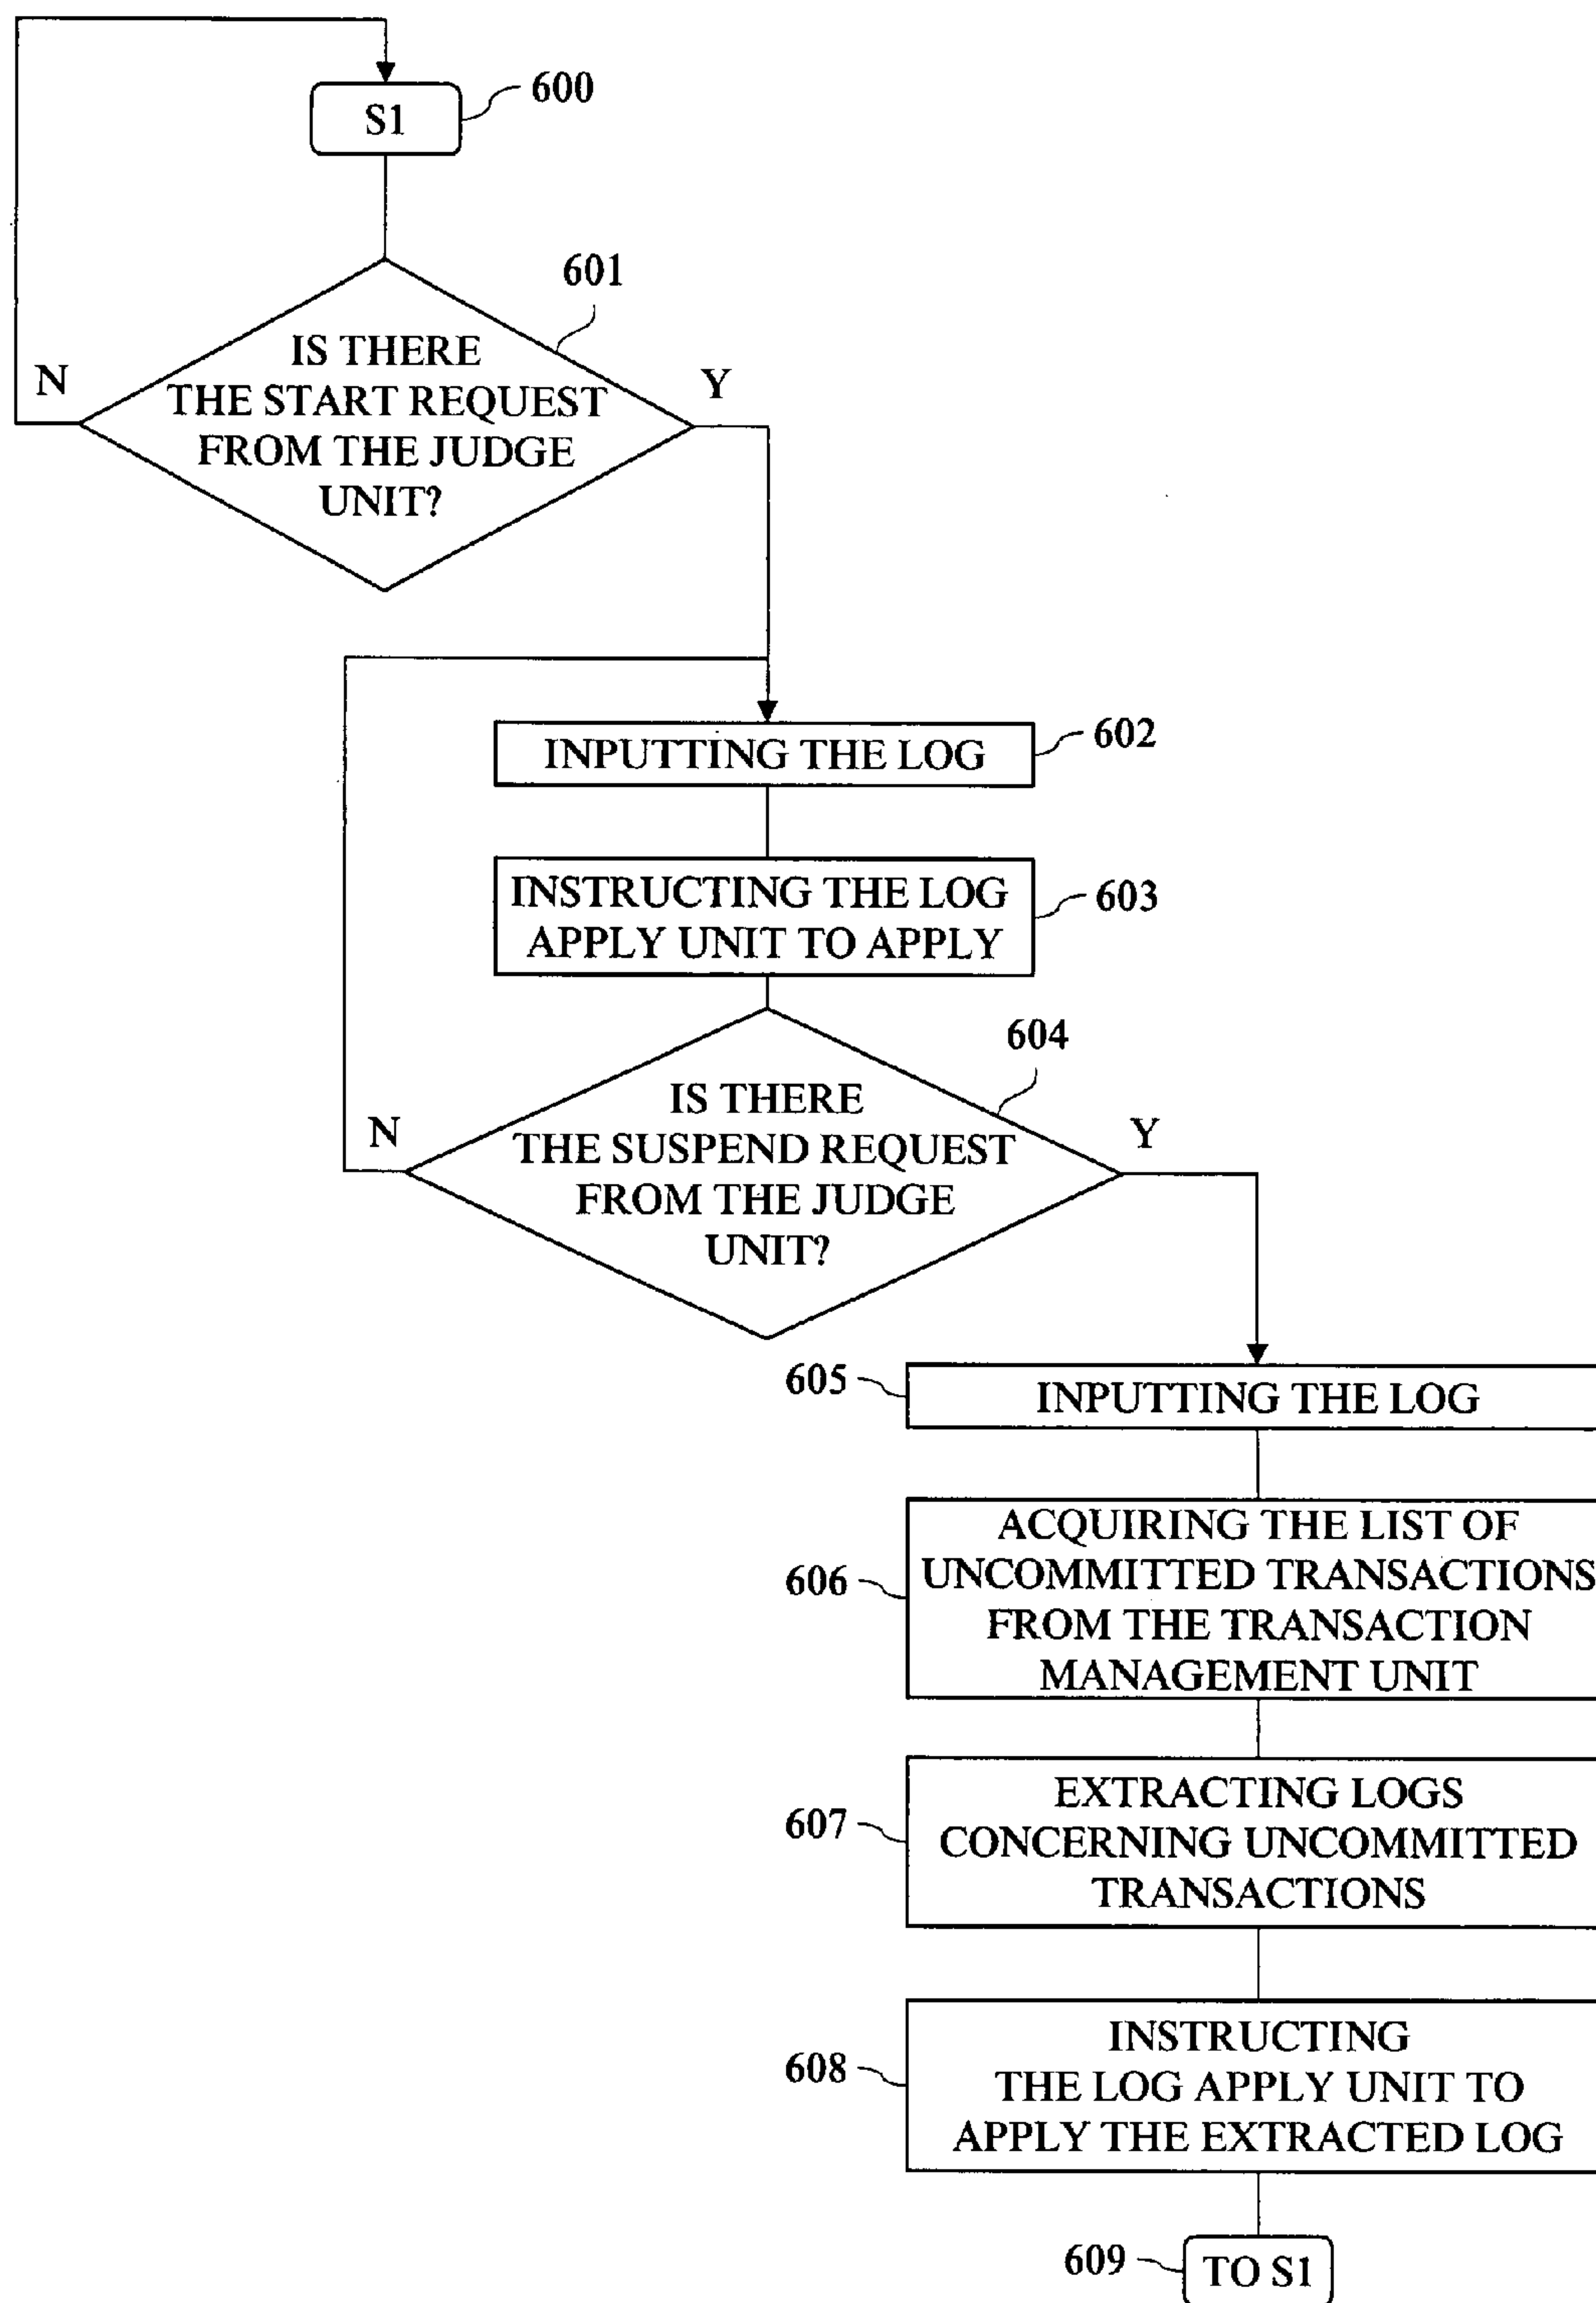 600
S1
601
IS THERE
THE START REQUEST
FROM THE JUDGE
UNIT?
N
Y
INPUTTING THE LOG
602
INSTRUCTING THE LOG
APPLY UNIT TO APPLY
603
604
IS THERE
THE SUSPEND REQUEST
FROM THE JUDGE
UNIT?
N
Y
605
INPUTTING THE LOG
606
ACQUIRING THE LIST OF
UNCOMMITTED TRANSACTIONS
FROM THE TRANSACTION
MANAGEMENT UNIT
607
EXTRACTING LOGS
CONCERNING UNCOMMITTED
TRANSACTIONS
608
INSTRUCTING
THE LOG APPLY UNIT TO
APPLY THE EXTRACTED LOG
609
TO S1